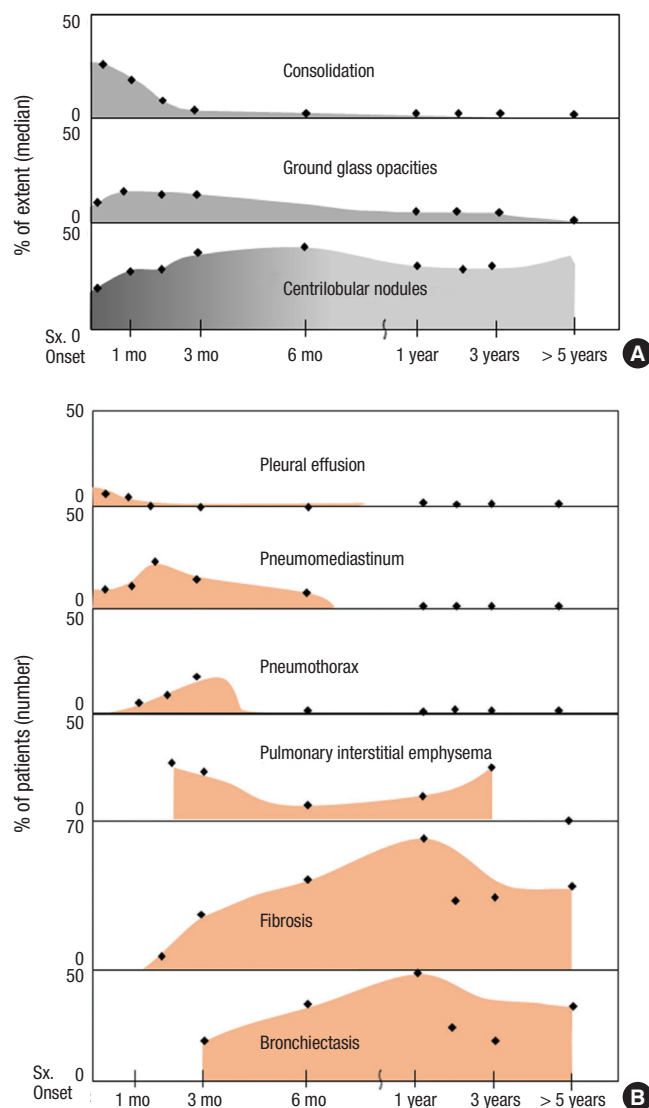 50
Consolidation
0
50
Ground glass opacities
0
50
Centrilobular nodules
Sx. 0
Onset
1 mo 3 mo 6 mo 1 year 3 years > 5 years
% of extent (median)
A
50
Pleural effusion
0
50
Pneumomediastinum
0
50
Pneumothorax
0
50
Pulmonary interstitial emphysema
0
70
Fibrosis
0
50
Bronchiectasis
0
Sx.
Onset
1 mo 3 mo 6 mo 1 year 3 years > 5 years
% of patients (number)
B